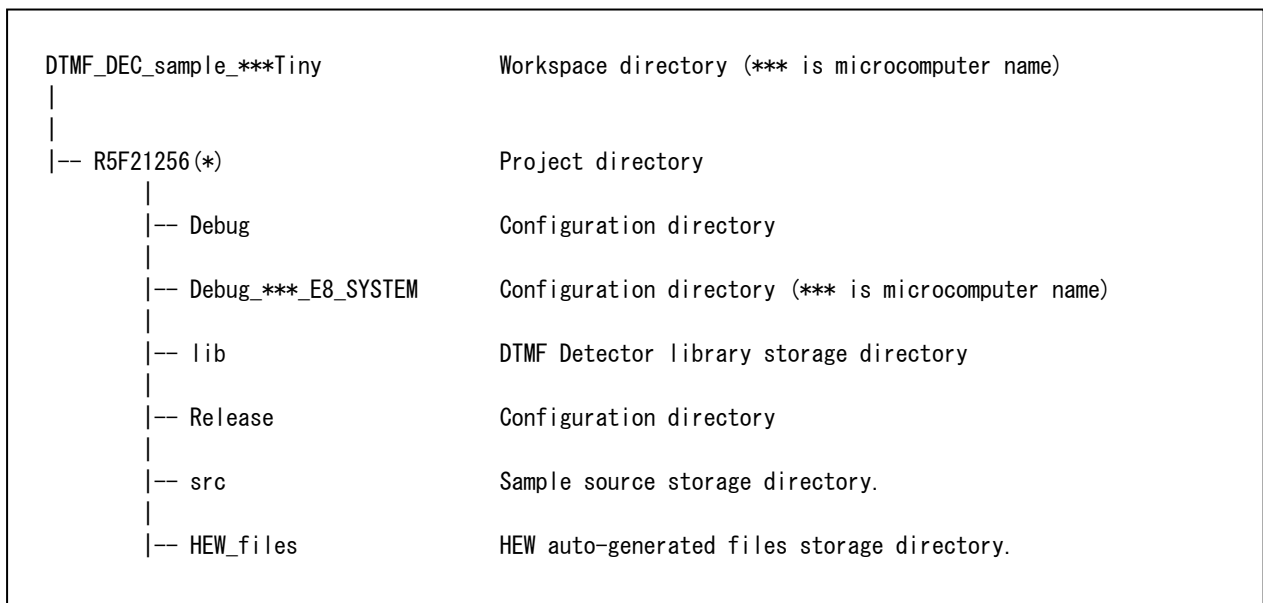 DTMF_DEC_sample_***Tiny Workspace directory (*** is microcomputer name)
|
|
|-- R5F21256(*) Project directory
|
|-- Debug Configuration directory
|
|-- Debug_***_E8_SYSTEM Configuration directory (*** is microcomputer name)
|
|-- lib DTMF Detector library storage directory
|
|-- Release Configuration directory
|
|-- src Sample source storage directory.
|
|-- HEW_files HEW auto-generated files storage directory.